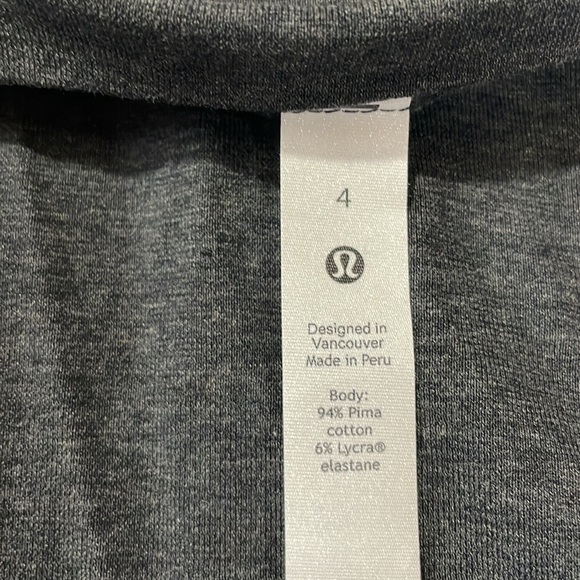 4
Designed in
Vancouver
Made in Peru
Body:
94% Pima
cotton
6% Lycra®
elastane